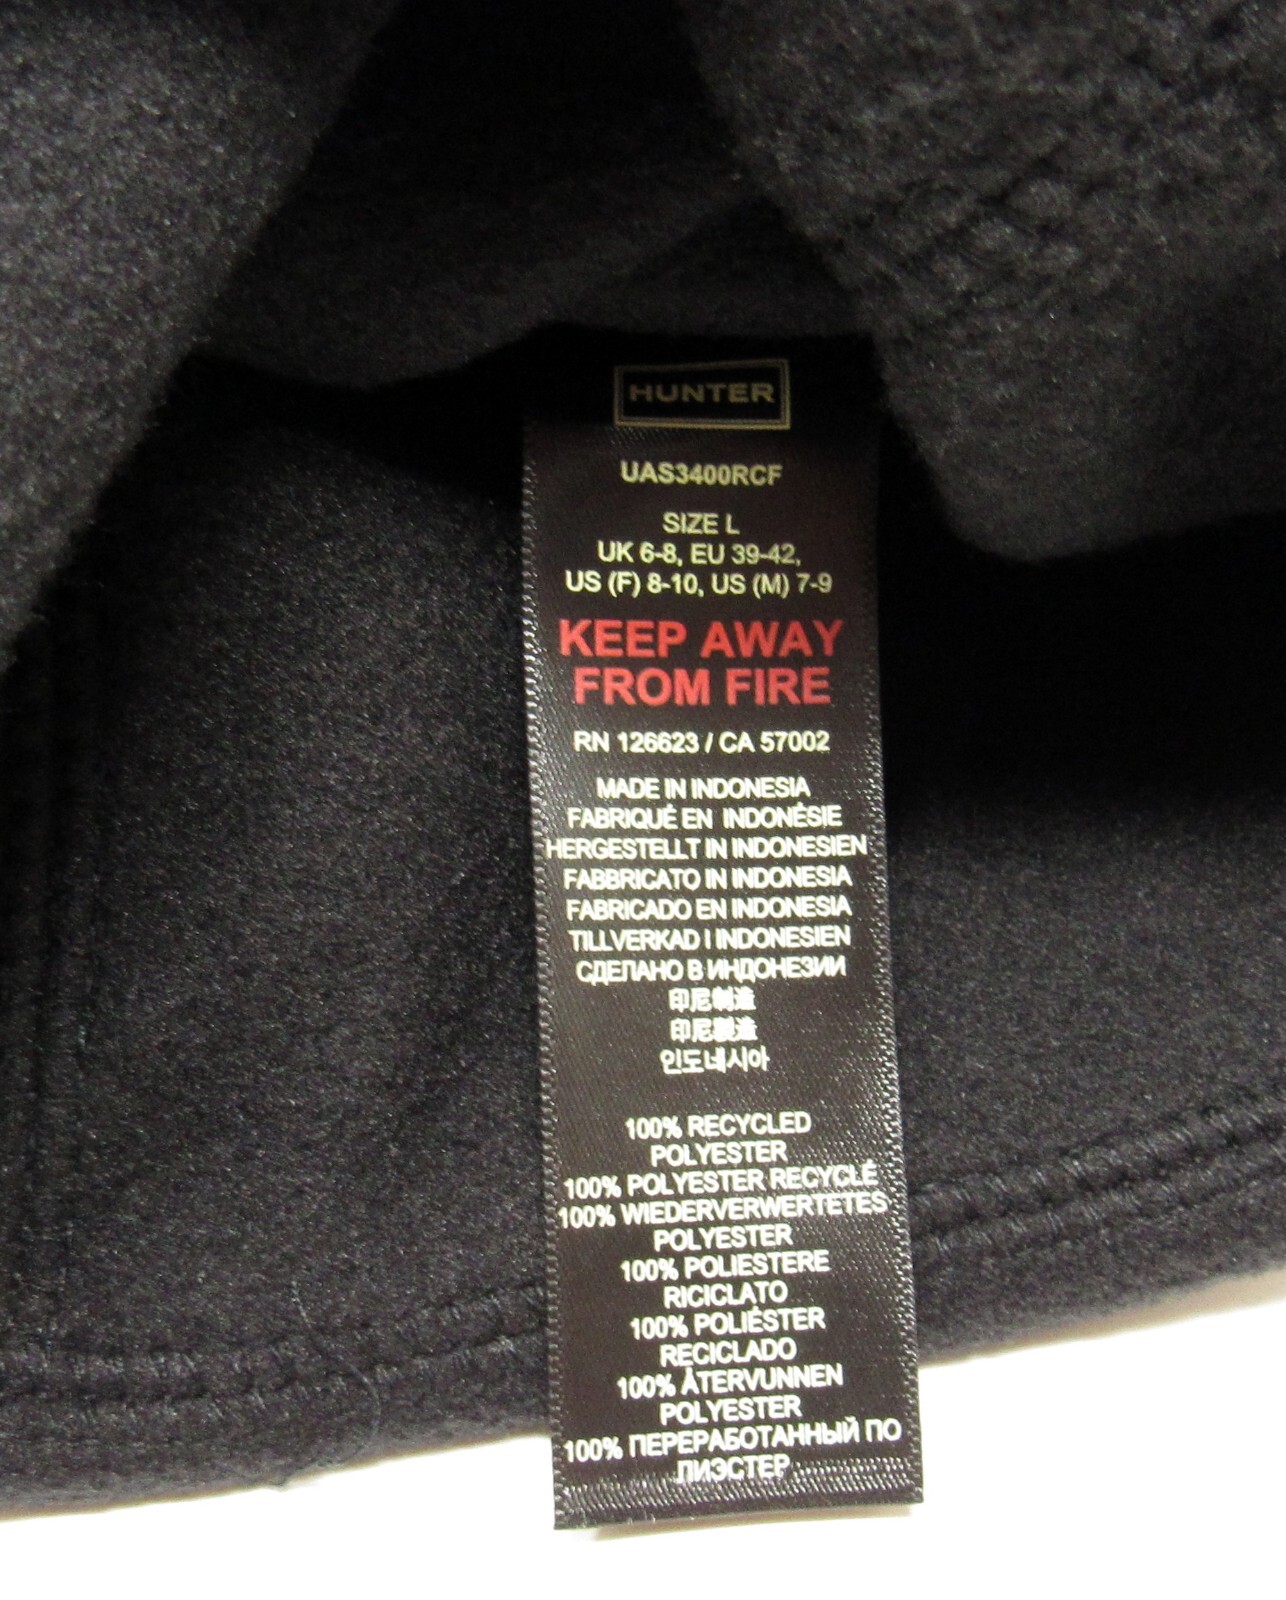 HUNTER
UAS3400RCF
SIZE L
UK 6-8, EU 39-42,
US (F) 8-10, US (M) 7-9
KEEP AWAY
FROM FIRE
RN 126623 / CA 57002
MADE IN INDONESIA
FABRIQUÉ EN INDONÉSIE
HERGESTELLT IN INDONESIEN
FABBRICATO IN INDONESIA
FABRICADO EN INDONESIA
TILLVERKAD I INDONESIEN
СДЕЛАНО В ИНДОНЕЗИИ
印尼制造
印尼製造
인도네시아
100% RECYCLED
POLYESTER
100% POLYESTER RECYCLÉ
100% WIEDERVERWERTETES
POLYESTER
100% POLIESTERE
RICICLATO
100% POLIÉSTER
RECICLADO
100% ÅTERVUNNEN
POLYESTER
100% ПЕРЕРАБОТАННЫЙ ПО
ЛИЭСТЕР